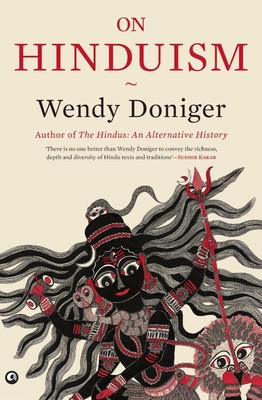 ON
HINDUISM
~
Wendy Doniger
Author of The Hindus: An Alternative History
‘There is no one better than Wendy Doniger to convey the richness,
depth and diversity of Hindu texts and traditions’—SUDHIR KAKAR